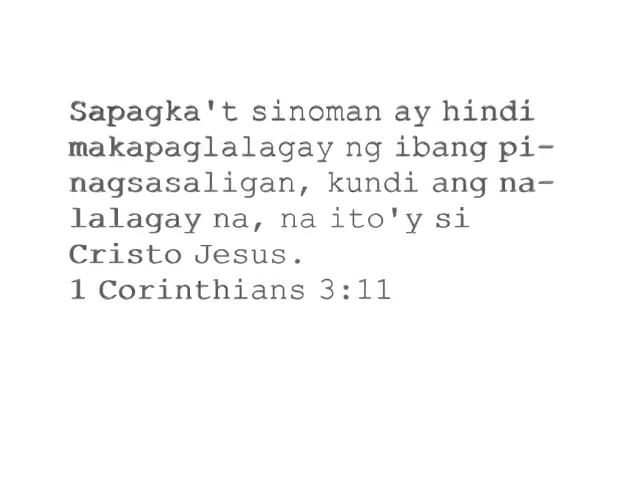 Sapagka't sinoman ay hindi
makapaglalagay ng ibang pi-
nagsasaligan, kundi ang na-
lalagay na, na ito'y si
Cristo Jesus.
1 Corinthians 3:11